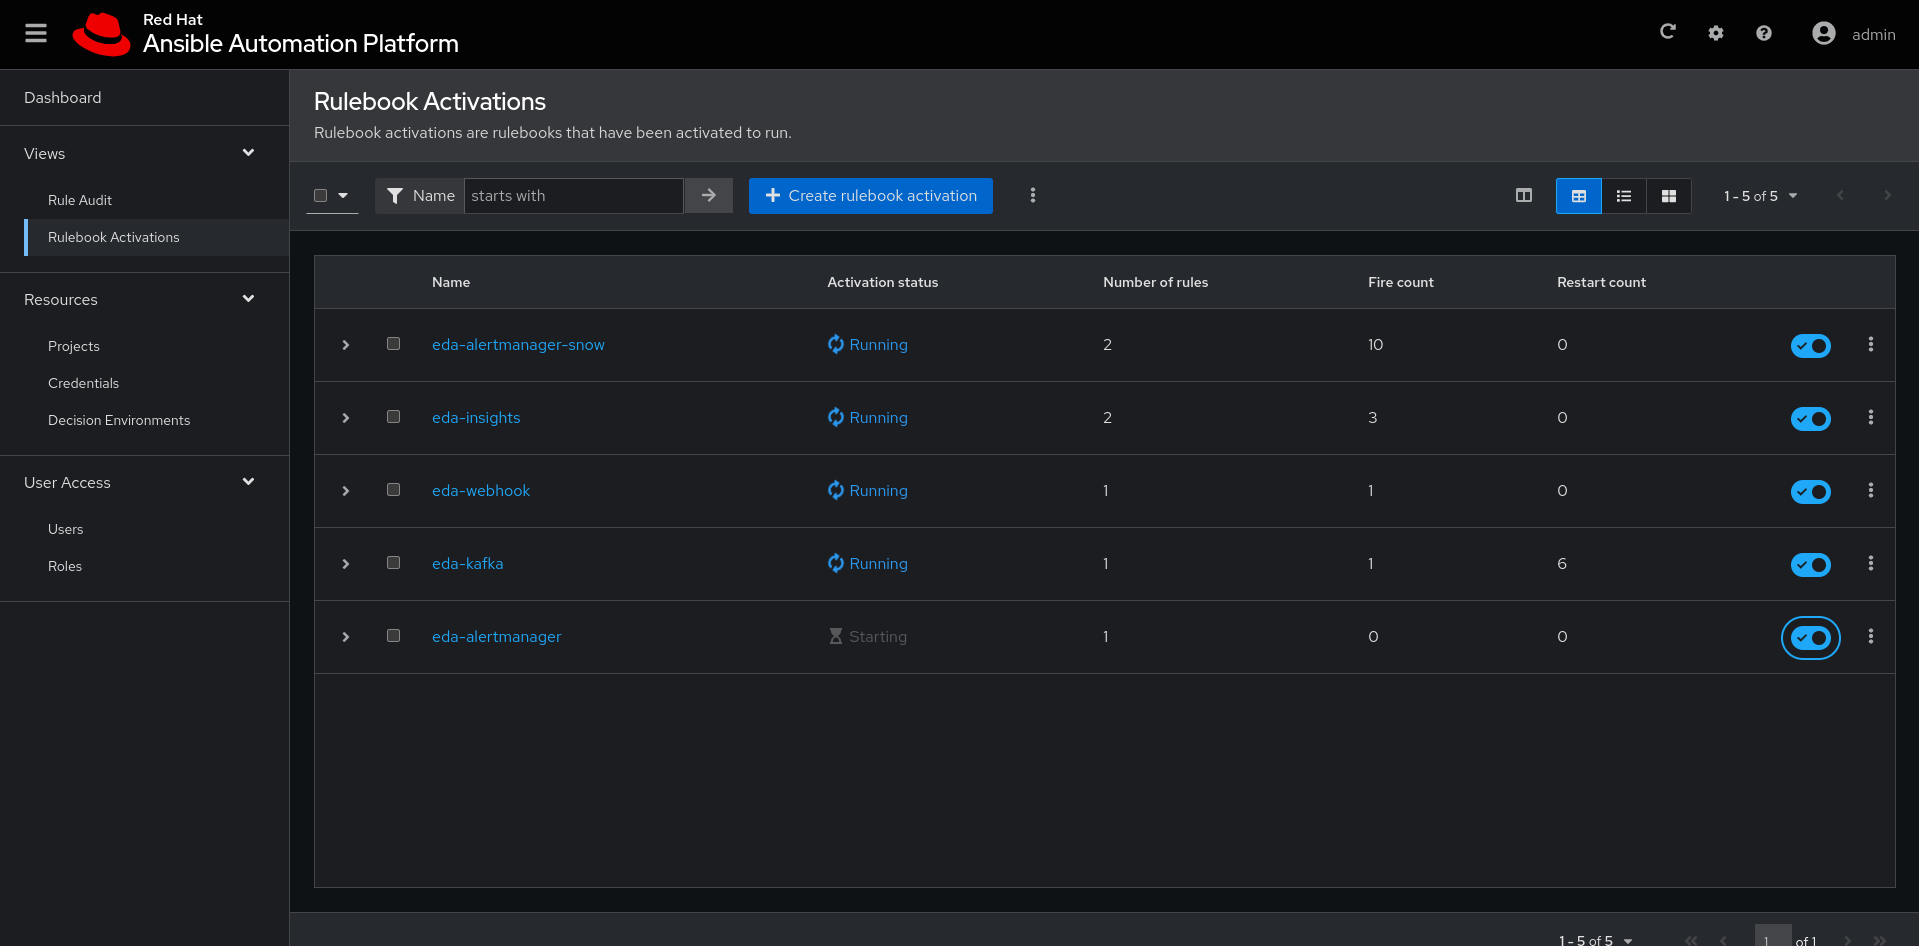 Red Hat
Ansible Automation Platform
admin
Dashboard
Views
Rule Audit
Rulebook Activations
Resources
Projects
Credentials
Decision Environments
User Access
Users
Roles
Rulebook Activations
Rulebook activations are rulebooks that have been activated to run.
Name starts with Create rulebook activation 1 - 5 of 5
Name Activation status Number of rules Fire count Restart count
eda-alertmanager-snow Running 2 10 0
eda-insights Running 2 3 0
eda-webhook Running 1 1 0
eda-kafka Running 1 1 6
eda-alertmanager Starting 1 0 0
1 - 5 of 5 1 of 1